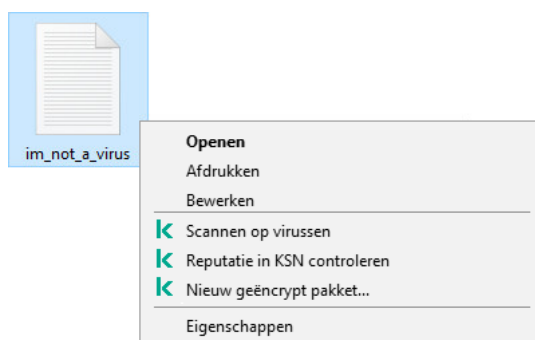 im_not_a_virus
Openen
Afdrukken
Bewerken
Scannen op virussen
Reputatie in KSN controleren
Nieuw geëncrypt pakket...
Eigenschappen